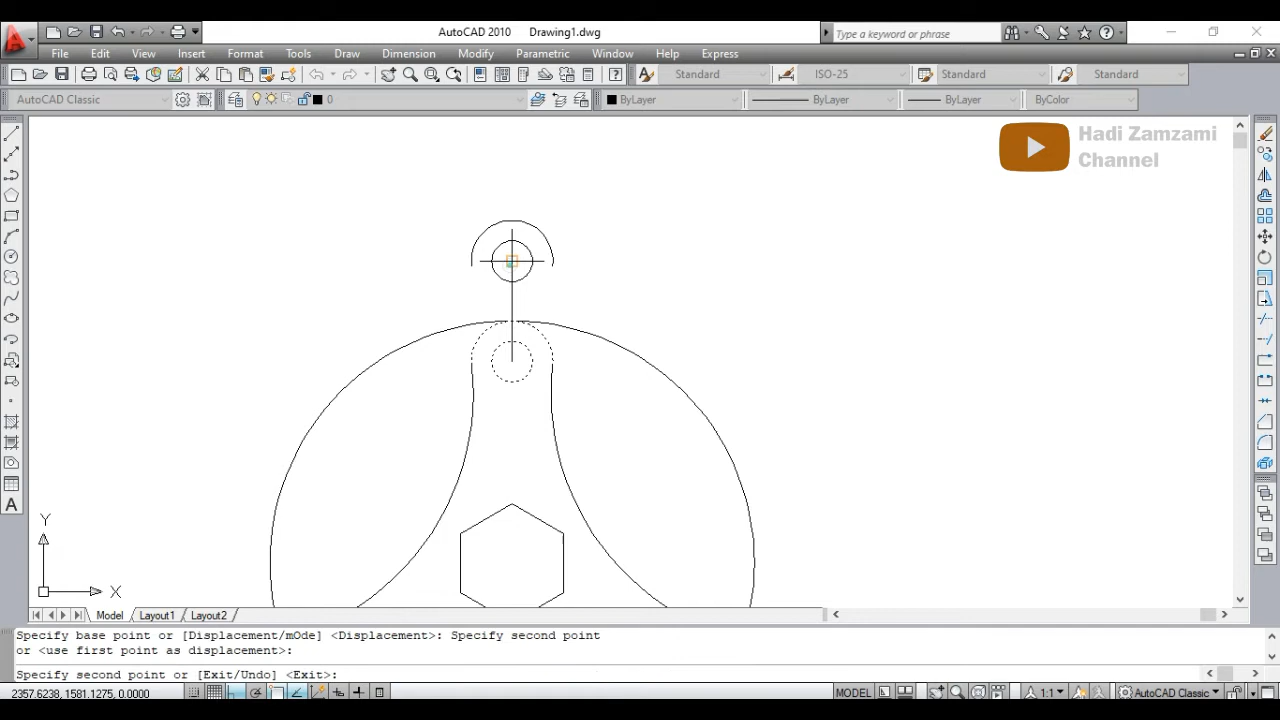 AutoCAD 2010 Drawing1.dwg
Type a keyword or phrase
File Edit View Insert Format Tools Draw Dimension Modify Parametric Window Help Express
Standard ISO-25 Standard Standard
AutoCAD Classic 0 ByLayer ByLayer ByLayer ByColor
Hadi Zamzami
Channel
Y
X
Model Layout1 Layout2
Specify base point or [Displacement/mOde] <Displacement>: Specify second point
or <use first point as displacement>:
Specify second point or [Exit/Undo] <Exit>:
2357.6238, 1581.1275, 0.0000 MODEL 1:1 AutoCAD Classic